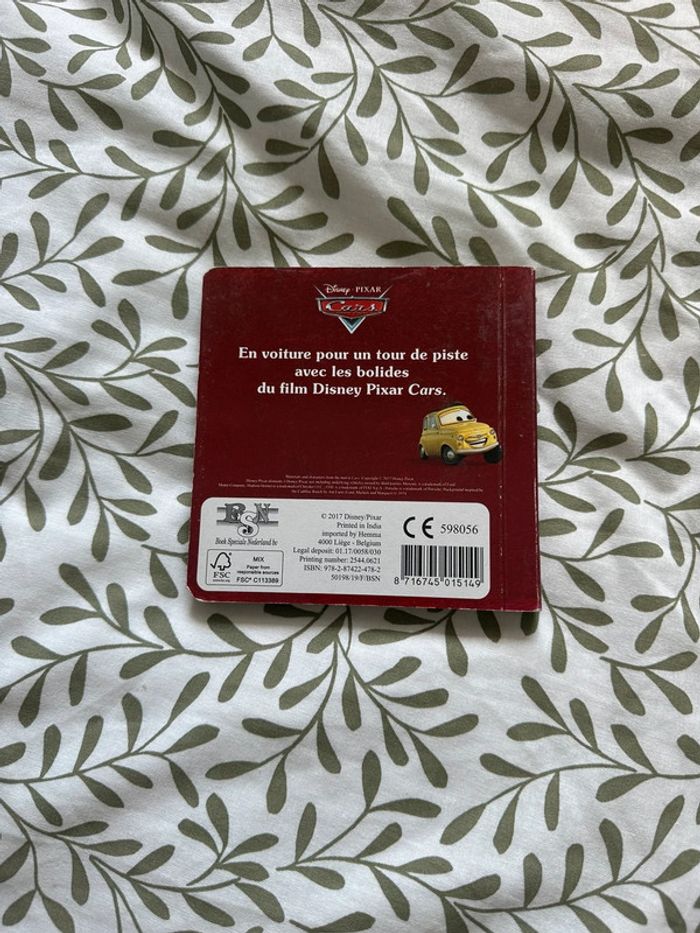 Disney · PIXAR
Cars
En voiture pour un tour de piste
avec les bolides
du film Disney Pixar Cars.
BSN
Book Speciale Nederland bv
FSC
MIX
Paper from
responsible sources
FSC® C113389
© 2017 Disney/Pixar
Printed in India
imported by Hemma
4000 Liège - Belgium
Legal deposit: 01.17/0058/030
Printing number: 2544.0621
ISBN: 978-2-87422-478-2
50198/19/F/BSN
CE 598056
8 716745 015149